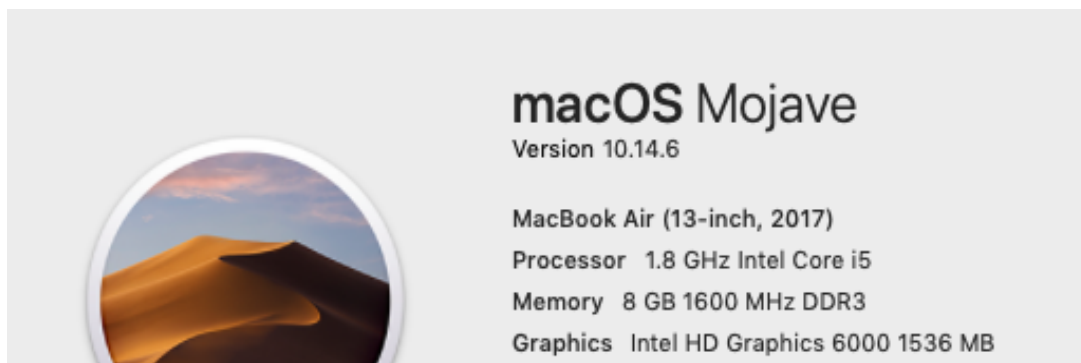 macOS Mojave
Version 10.14.6
MacBook Air (13-inch, 2017)
Processor 1.8 GHz Intel Core i5
Memory 8 GB 1600 MHz DDR3
Graphics Intel HD Graphics 6000 1536 MB